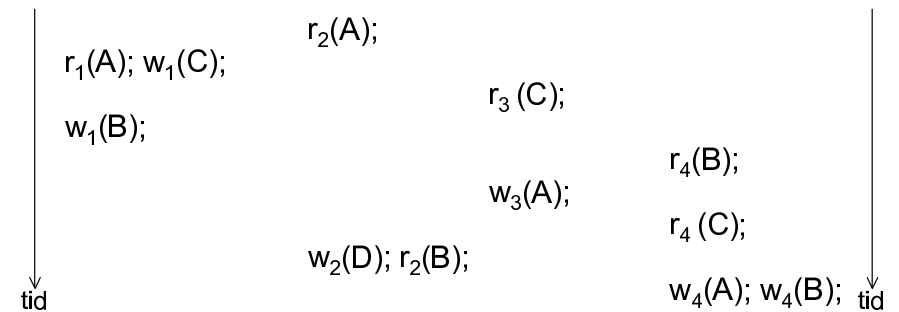 r₂(A);
r₁(A); w₁(C);
r₃ (C);
w₁(B);
r₄(B);
w₃(A);
r₄ (C);
w₂(D); r₂(B);
w₄(A); w₄(B);
tid
tid